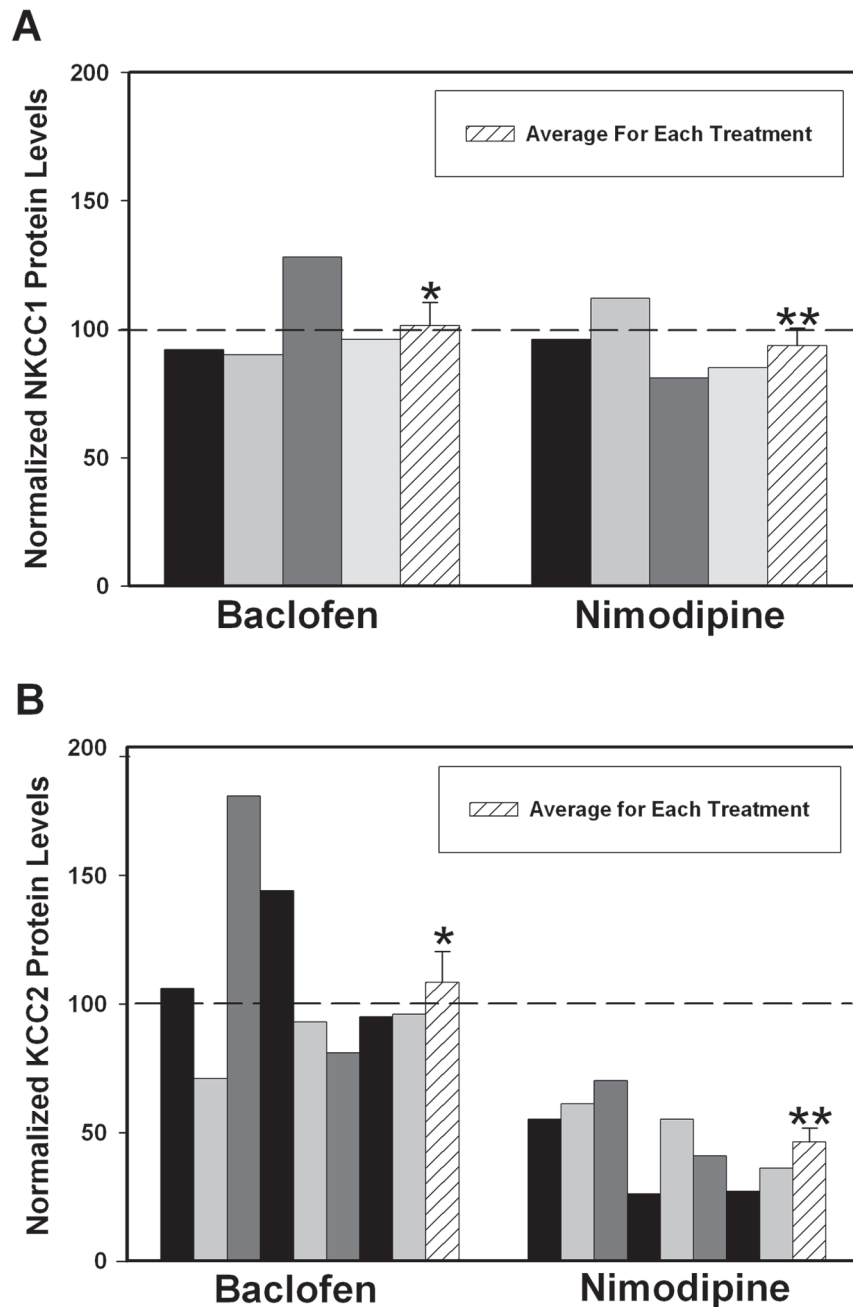 A
Normalized NKCC1 Protein Levels
200
150
100
50
0
Average For Each Treatment
*
**
Baclofen
Nimodipine
B
Normalized KCC2 Protein Levels
200
150
100
50
0
Average for Each Treatment
*
**
Baclofen
Nimodipine